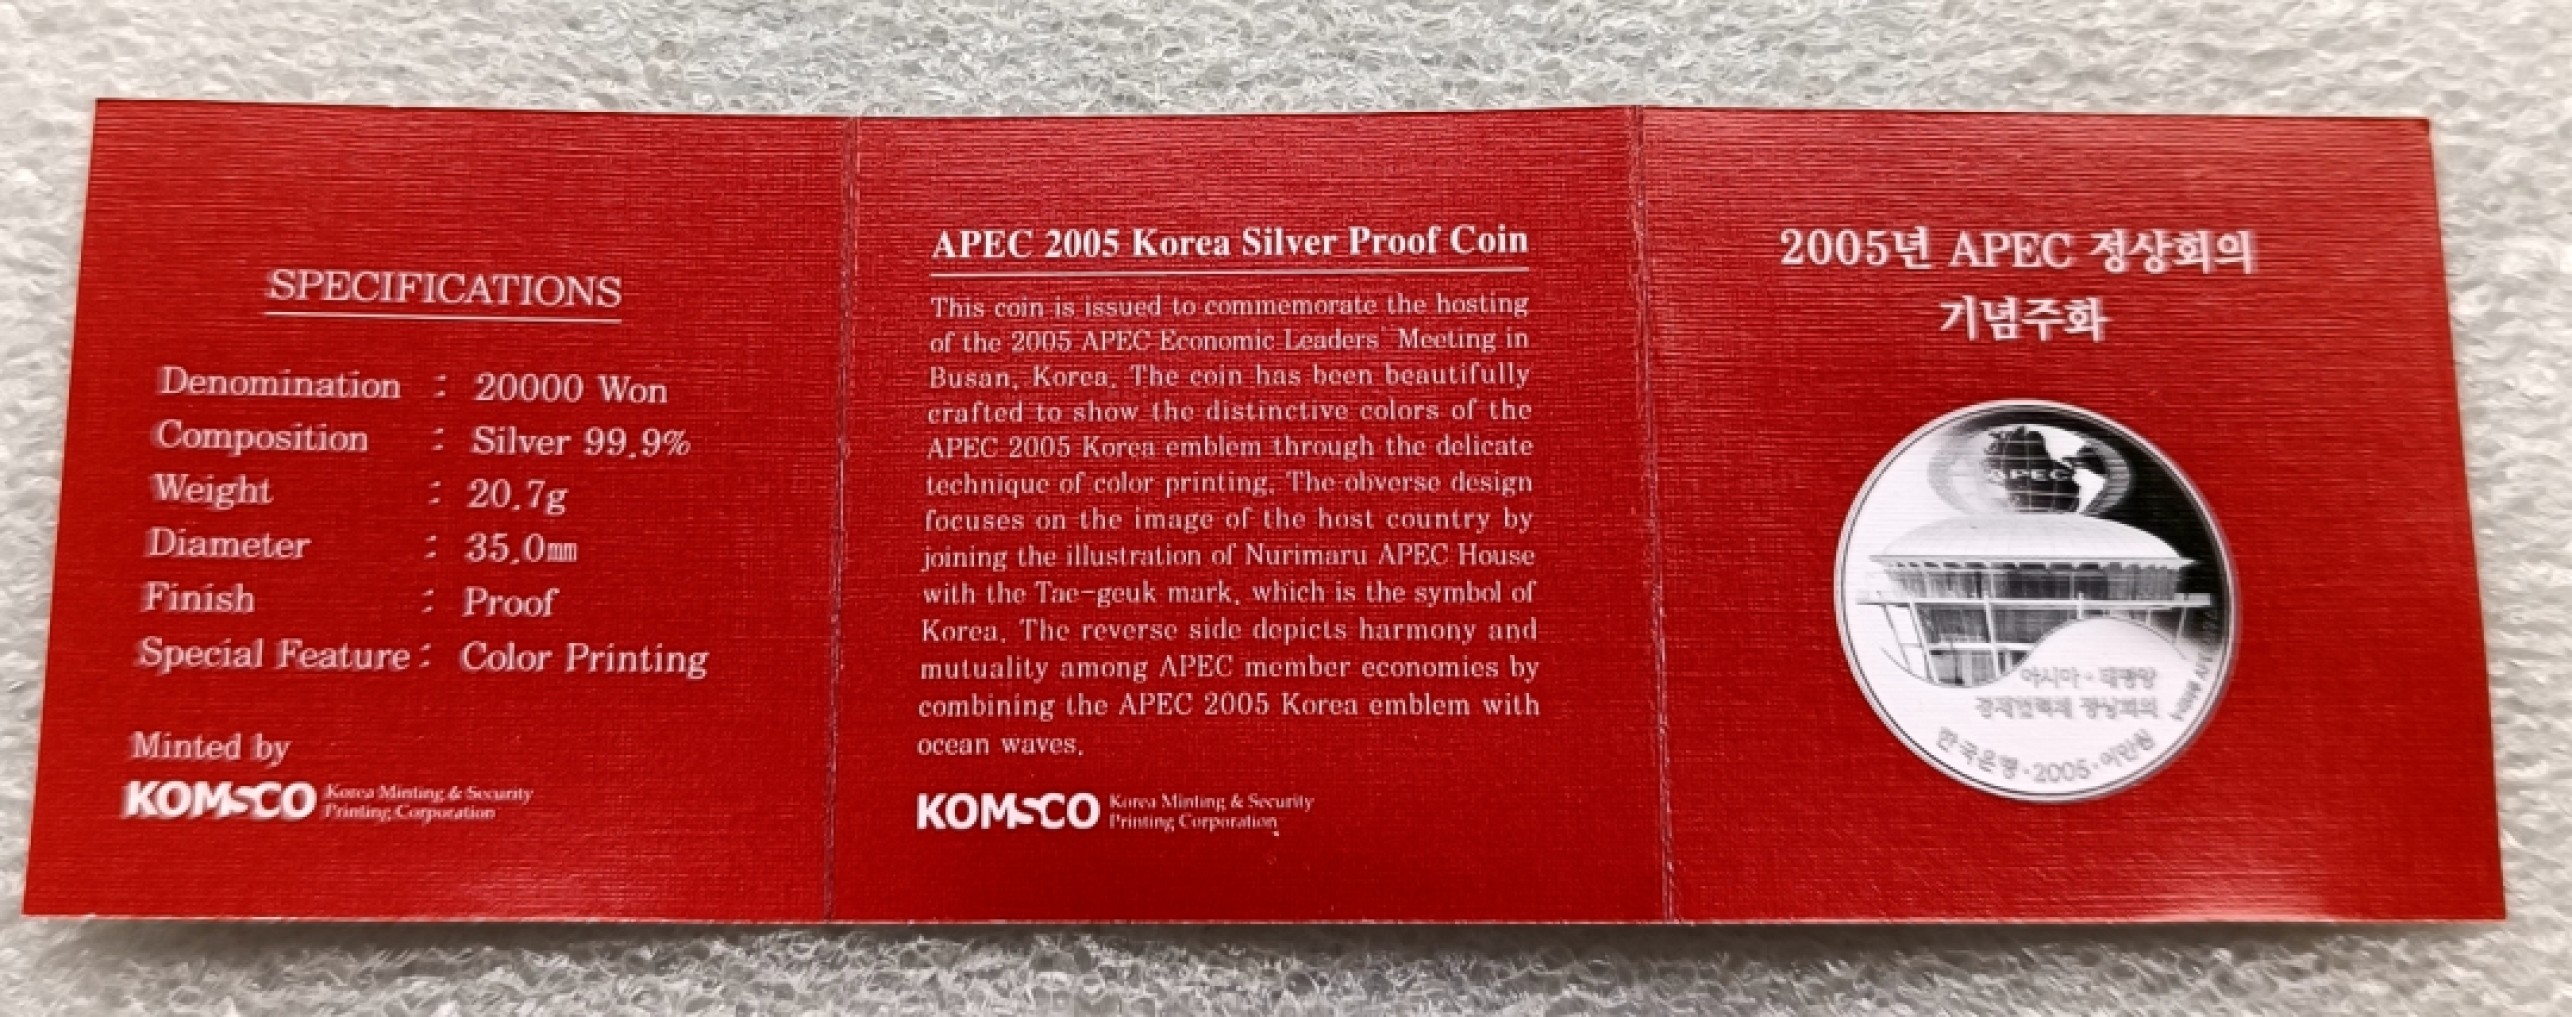 SPECIFICATIONS
Denomination : 20000 Won
Composition : Silver 99.9%
Weight : 20.7g
Diameter : 35.0㎜
Finish : Proof
Special Feature : Color Printing
Minted by
KOMSCO Korea Minting & Security
Printing Corporation
APEC 2005 Korea Silver Proof Coin
This coin is issued to commemorate the hosting
of the 2005 APEC Economic Leaders' Meeting in
Busan, Korea. The coin has been beautifully
crafted to show the distinctive colors of the
APEC 2005 Korea emblem through the delicate
technique of color printing. The obverse design
focuses on the image of the host country by
joining the illustration of Nurimaru APEC House
with the Tae-geuk mark, which is the symbol of
Korea. The reverse side depicts harmony and
mutuality among APEC member economies by
combining the APEC 2005 Korea emblem with
ocean waves.
KOMSCO Korea Minting & Security
Printing Corporation
2005년 APEC 정상회의
기념주화
APEC
아시아·태평양
경제협력체 정상회의
한국은행·2005·이만원